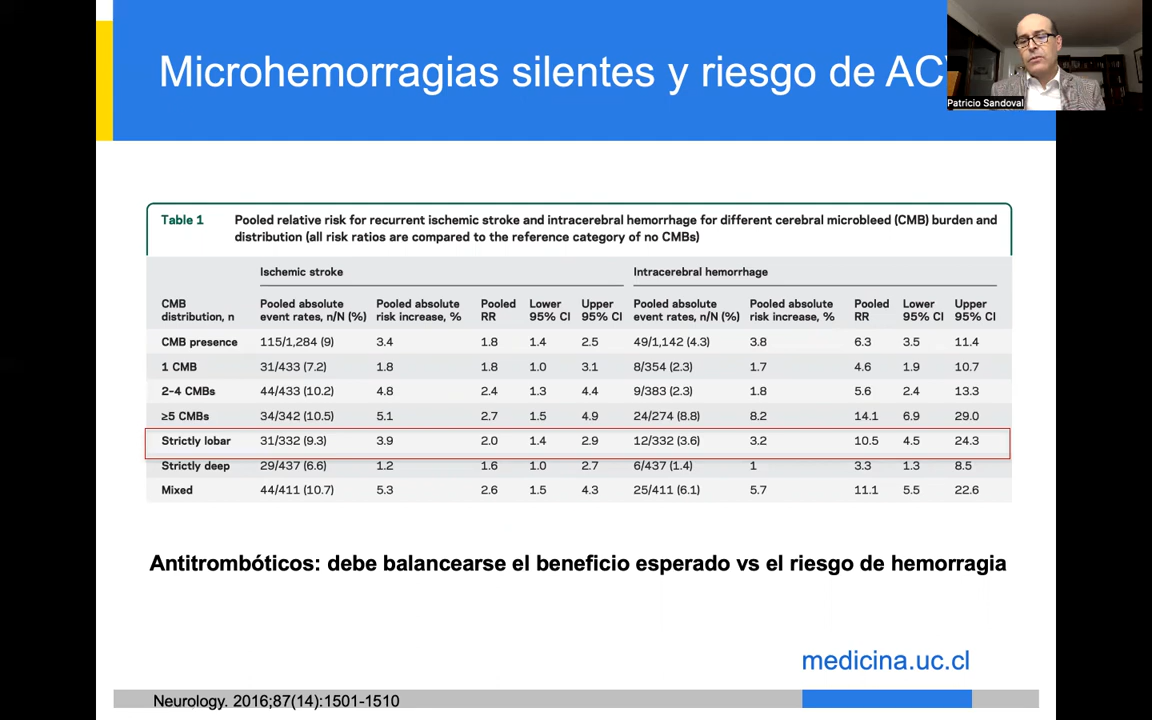 Microhemorragias silentes y riesgo de AC
Patricio Sandoval
Table 1 Pooled relative risk for recurrent ischemic stroke and intracerebral hemorrhage for different cerebral microbleed (CMB) burden and
distribution (all risk ratios are compared to the reference category of no CMBs)
Ischemic stroke Intracerebral hemorrhage
CMB Pooled absolute Pooled absolute Pooled Lower Upper Pooled absolute Pooled absolute Pooled Lower Upper
distribution, n event rates, n/N (%) risk increase, % RR 95% CI 95% CI event rates, n/N (%) risk increase, % RR 95% CI 95% CI
CMB presence 115/1,284 (9) 3.4 1.8 1.4 2.5 49/1,142 (4.3) 3.8 6.3 3.5 11.4
1 CMB 31/433 (7.2) 1.8 1.8 1.0 3.1 8/354 (2.3) 1.7 4.6 1.9 10.7
2-4 CMBs 44/433 (10.2) 4.8 2.4 1.3 4.4 9/383 (2.3) 1.8 5.6 2.4 13.3
≥5 CMBs 34/342 (10.5) 5.1 2.7 1.5 4.9 24/274 (8.8) 8.2 14.1 6.9 29.0
Strictly lobar 31/332 (9.3) 3.9 2.0 1.4 2.9 12/332 (3.6) 3.2 10.5 4.5 24.3
Strictly deep 29/437 (6.6) 1.2 1.6 1.0 2.7 6/437 (1.4) 1 3.3 1.3 8.5
Mixed 44/411 (10.7) 5.3 2.6 1.5 4.3 25/411 (6.1) 5.7 11.1 5.5 22.6
Antitrombóticos: debe balancearse el beneficio esperado vs el riesgo de hemorragia
medicina.uc.cl
Neurology. 2016;87(14):1501-1510